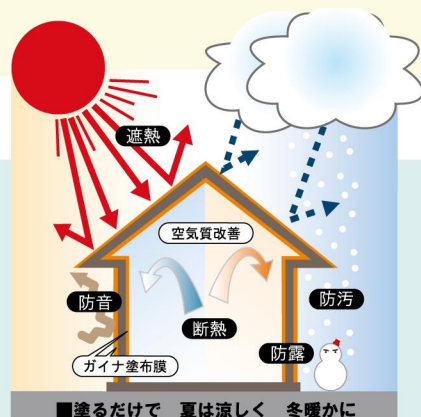 遮熱
空気質改善
防音
断熱
防汚
防露
ガイナ塗布膜
■塗るだけで 夏は涼しく 冬暖かに